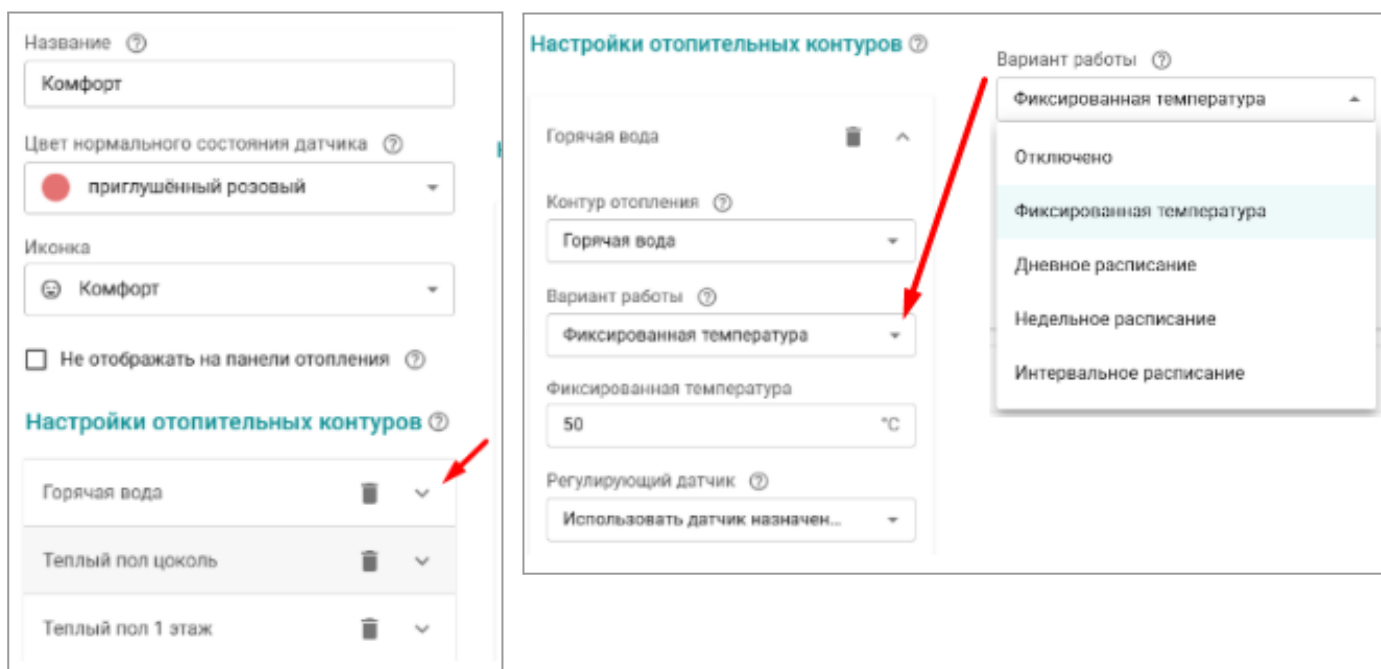 Название
Комфорт
Цвет нормального состояния датчика
приглушённый розовый
Иконка
Комфорт
Не отображать на панели отопления
Настройки отопительных контуров
Горячая вода
Теплый пол цоколь
Теплый пол 1 этаж
Настройки отопительных контуров
Горячая вода
Контур отопления
Горячая вода
Вариант работы
Фиксированная температура
Фиксированная температура
50 °C
Регулирующий датчик
Использовать датчик назначен...
Вариант работы
Фиксированная температура
Отключено
Фиксированная температура
Дневное расписание
Недельное расписание
Интервальное расписание